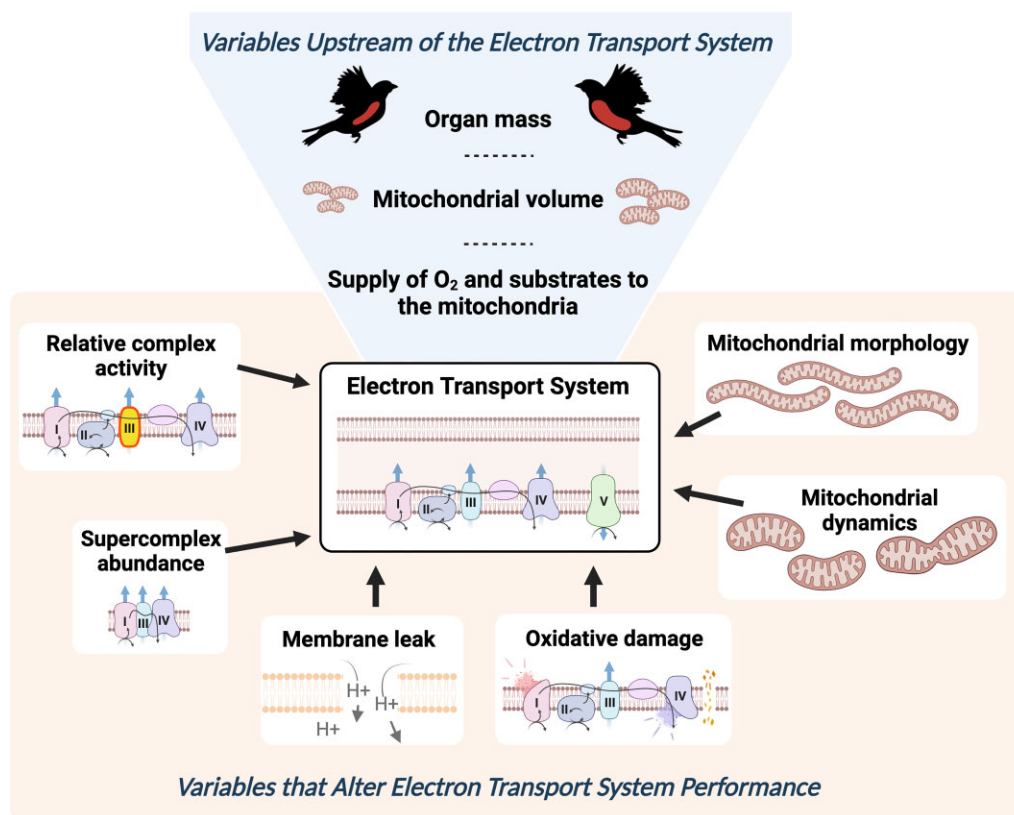 Variables Upstream of the Electron Transport System
Organ mass
Mitochondrial volume
Supply of O₂ and substrates to
the mitochondria
Relative complex
activity
I
II
III
IV
Supercomplex
abundance
I
III
IV
Electron Transport System
I
II
III
IV
V
Mitochondrial morphology
Mitochondrial
dynamics
Membrane leak
H+
H+
H+
Oxidative damage
I
II
III
IV
Variables that Alter Electron Transport System Performance